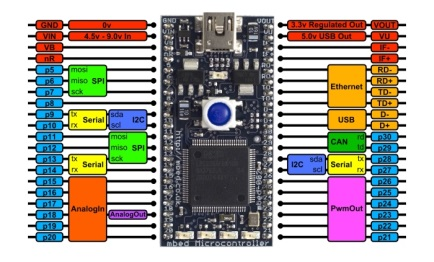 GND 0v
VIN 4.5v - 9.0v In
VB
nR
p5 mosi
p6 miso SPI
p7 sck
p8
p9 tx Serial sda I2C
p10 rx scl
p11 mosi
p12 miso SPI
p13 tx Serial sck
p14 rx
p15
p16 AnalogIn
p17
p18 AnalogOut
p19
p20
GND
VIN
VOUT
VU
mbed Microcontroller
3.3v Regulated Out VOUT
5.0v USB Out VU
IF-
IF+
RD-
Ethernet RD+
TD-
TD+
USB D-
D+
CAN rd p30
td p29
I2C sda Serial tx p28
scl rx p27
p26
p25
PwmOut p24
p23
p22
p21